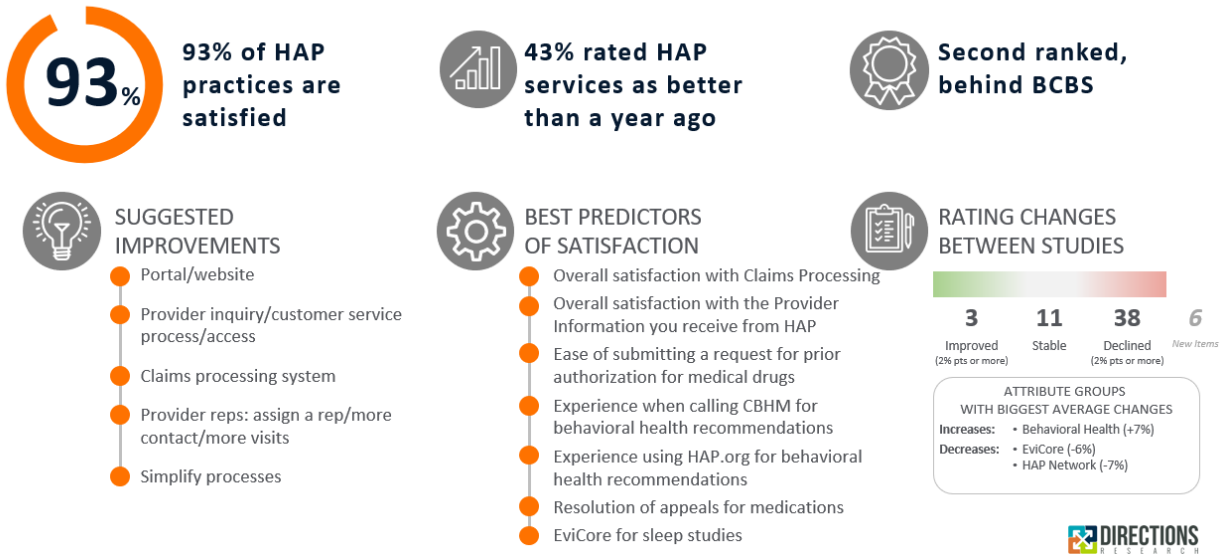 93%
93% of HAP
practices are
satisfied
43% rated HAP
services as better
than a year ago
Second ranked,
behind BCBS
SUGGESTED
IMPROVEMENTS
Portal/website
Provider inquiry/customer service
process/access
Claims processing system
Provider reps: assign a rep/more
contact/more visits
Simplify processes
BEST PREDICTORS
OF SATISFACTION
Overall satisfaction with Claims Processing
Overall satisfaction with the Provider
Information you receive from HAP
Ease of submitting a request for prior
authorization for medical drugs
Experience when calling CBHM for
behavioral health recommendations
Experience using HAP.org for behavioral
health recommendations
Resolution of appeals for medications
EviCore for sleep studies
RATING CHANGES
BETWEEN STUDIES
3 11 38 6
Improved Stable Declined New Items
(2% pts or more) (2% pts or more)
ATTRIBUTE GROUPS
WITH BIGGEST AVERAGE CHANGES
Increases: • Behavioral Health (+7%)
Decreases: • EviCore (-6%)
• HAP Network (-7%)
DIRECTIONS
RESEARCH